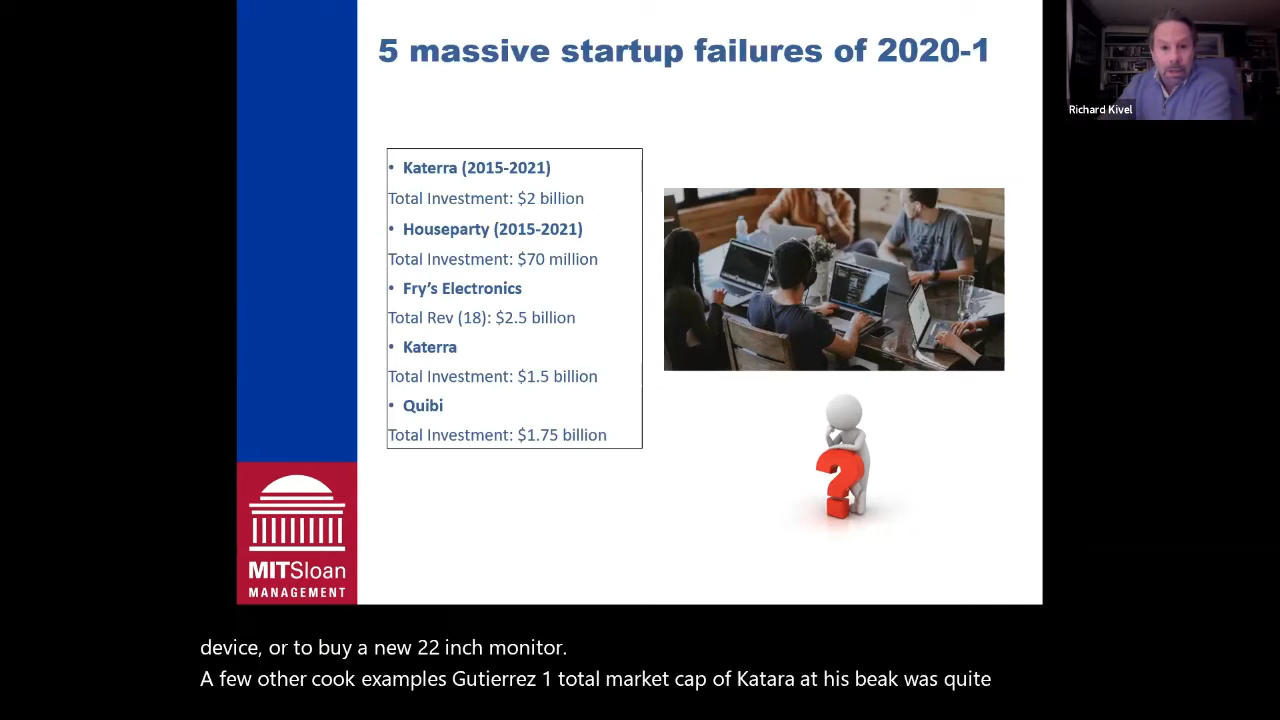 5 massive startup failures of 2020-1
Richard Kivel
• Katerra (2015-2021)
Total Investment: $2 billion
• Houseparty (2015-2021)
Total Investment: $70 million
• Fry's Electronics
Total Rev (18): $2.5 billion
• Katerra
Total Investment: $1.5 billion
• Quibi
Total Investment: $1.75 billion
MITSloan
MANAGEMENT
device, or to buy a new 22 inch monitor.
A few other cook examples Gutierrez 1 total market cap of Katara at his beak was quite